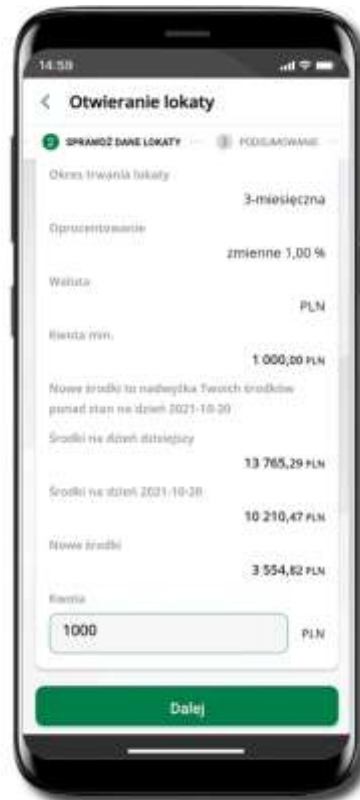 14:59
Otwieranie lokaty
2 SPRAWDŹ DANE LOKATY 3 PODSUMOWANIE
Okres trwania lokaty
3-miesięczna
Oprocentowanie
zmienne 1,00 %
Waluta
PLN
Kwota min.
1 000,00 PLN
Nowe środki to nadwyżka Twoich środków
ponad stan na dzień 2021-10-20
Środki na dzień dzisiejszy
13 765,29 PLN
Środki na dzień 2021-10-20
10 210,47 PLN
Nowe środki
3 554,82 PLN
Kwota
1000 PLN
Dalej